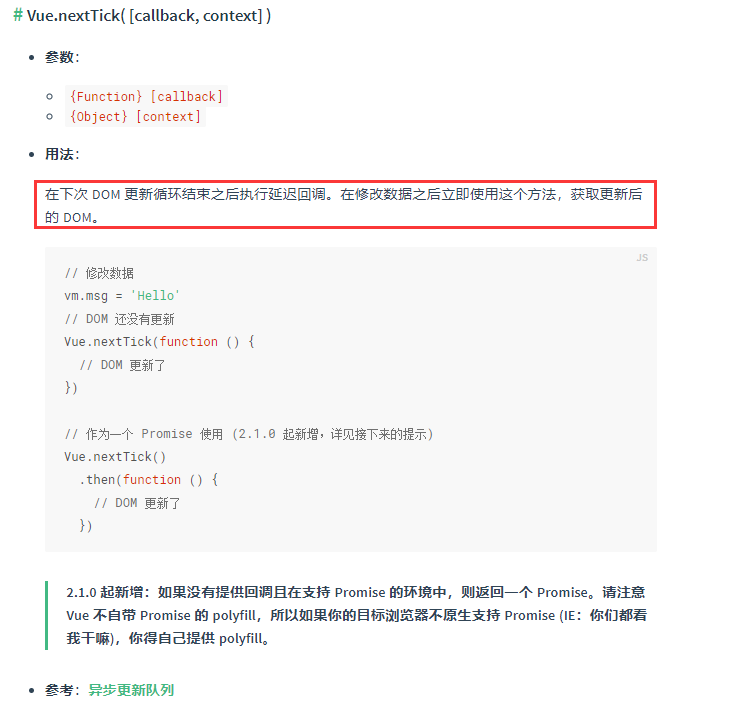 # Vue.nextTick( [callback, context] )
参数：
{Function} [callback]
{Object} [context]
用法：
在下次 DOM 更新循环结束之后执行延迟回调。在修改数据之后立即使用这个方法，获取更新后
的 DOM。
JS
// 修改数据
vm.msg = 'Hello'
// DOM 还没有更新
Vue.nextTick(function () {
  // DOM 更新了
})

// 作为一个 Promise 使用 (2.1.0 起新增，详见接下来的提示)
Vue.nextTick()
  .then(function () {
    // DOM 更新了
  })
2.1.0 起新增：如果没有提供回调且在支持 Promise 的环境中，则返回一个 Promise。请注意
Vue 不自带 Promise 的 polyfill，所以如果你的目标浏览器不原生支持 Promise (IE：你们都看
我干嘛)，你得自己提供 polyfill。
参考：异步更新队列